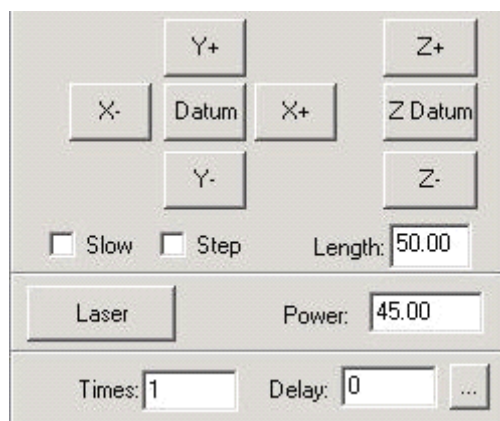 Y+ Z+
X- Datum X+ Z Datum
Y- Z-
Slow Step Length: 50.00
Laser Power: 45.00
Times: 1 Delay: 0 ...